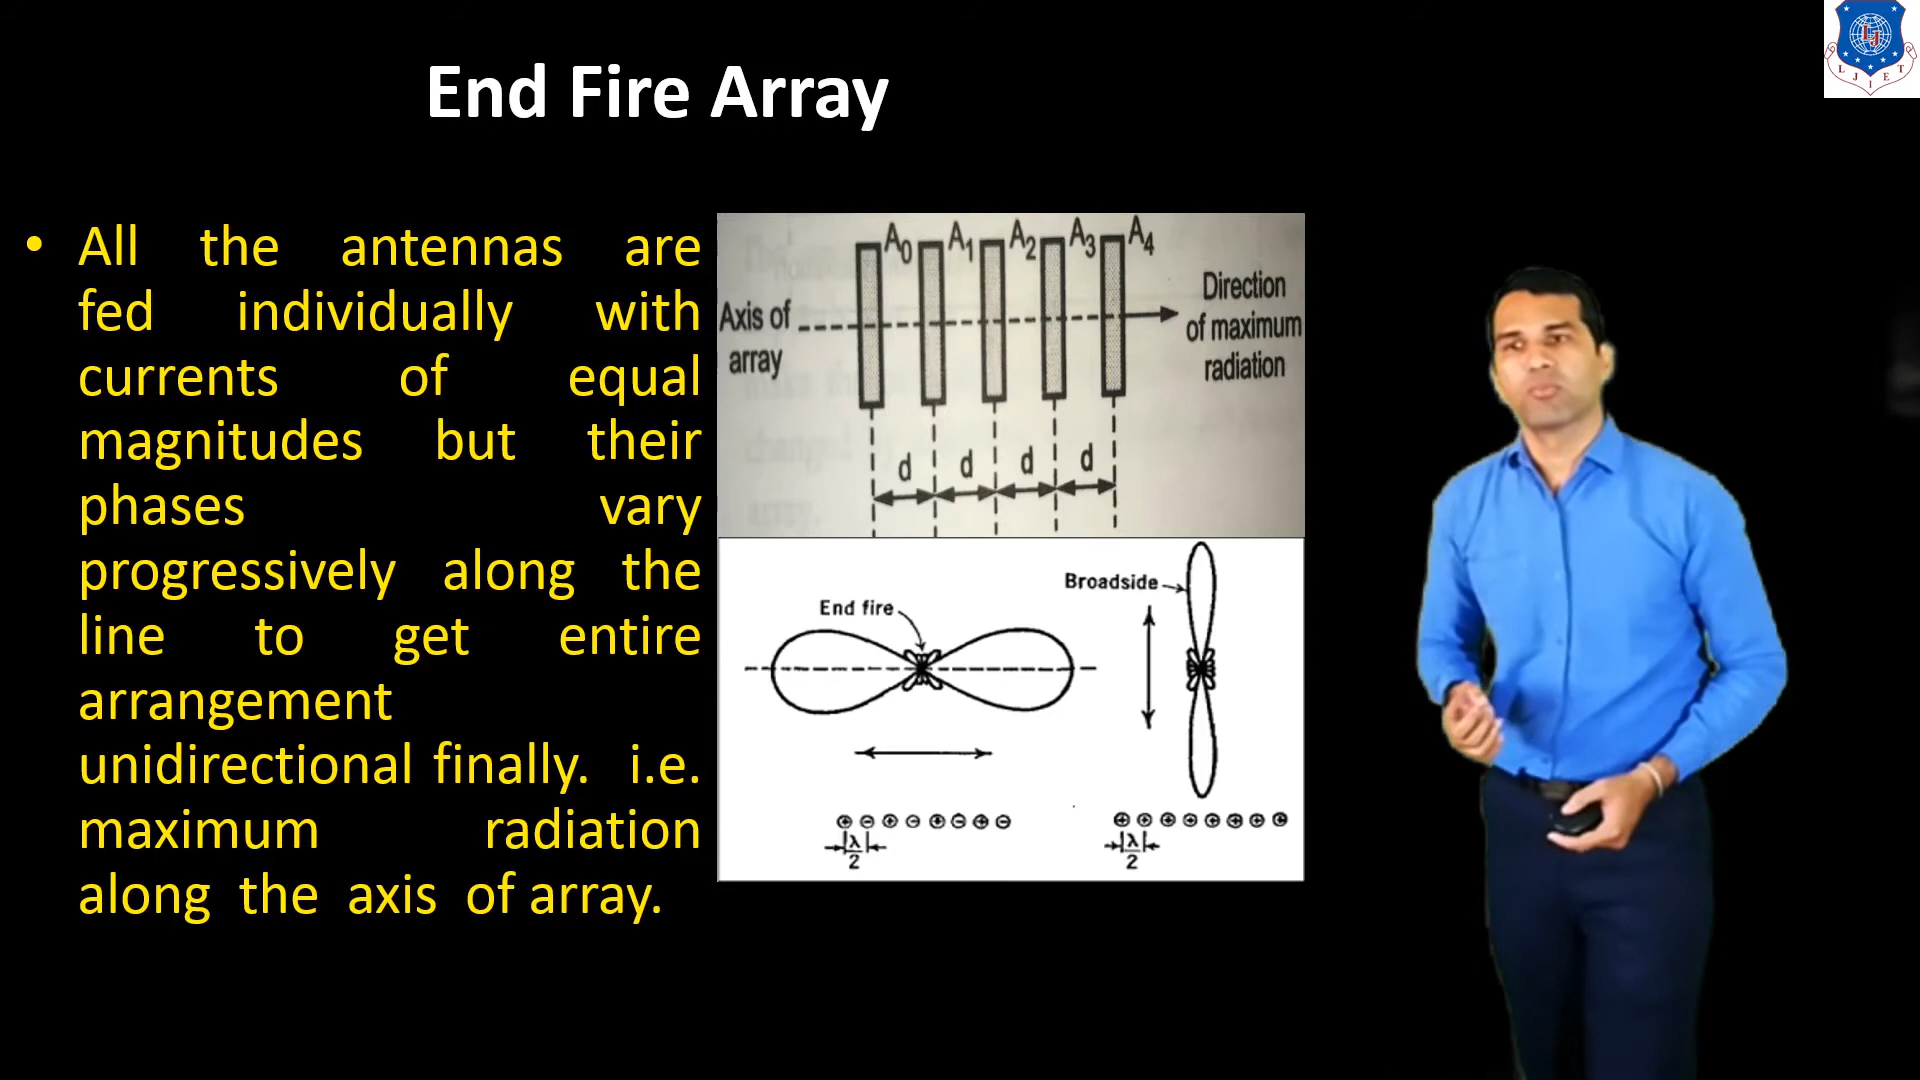 End Fire Array
• All the antennas are
fed individually with
currents of equal
magnitudes but their
phases vary
progressively along the
line to get entire
arrangement
unidirectional finally. i.e.
maximum radiation
along the axis of array.
A0 A1 A2 A3 A4
Axis of
array
Direction
of maximum
radiation
d d d d
End fire
Broadside
λ
2
λ
2
LJIET